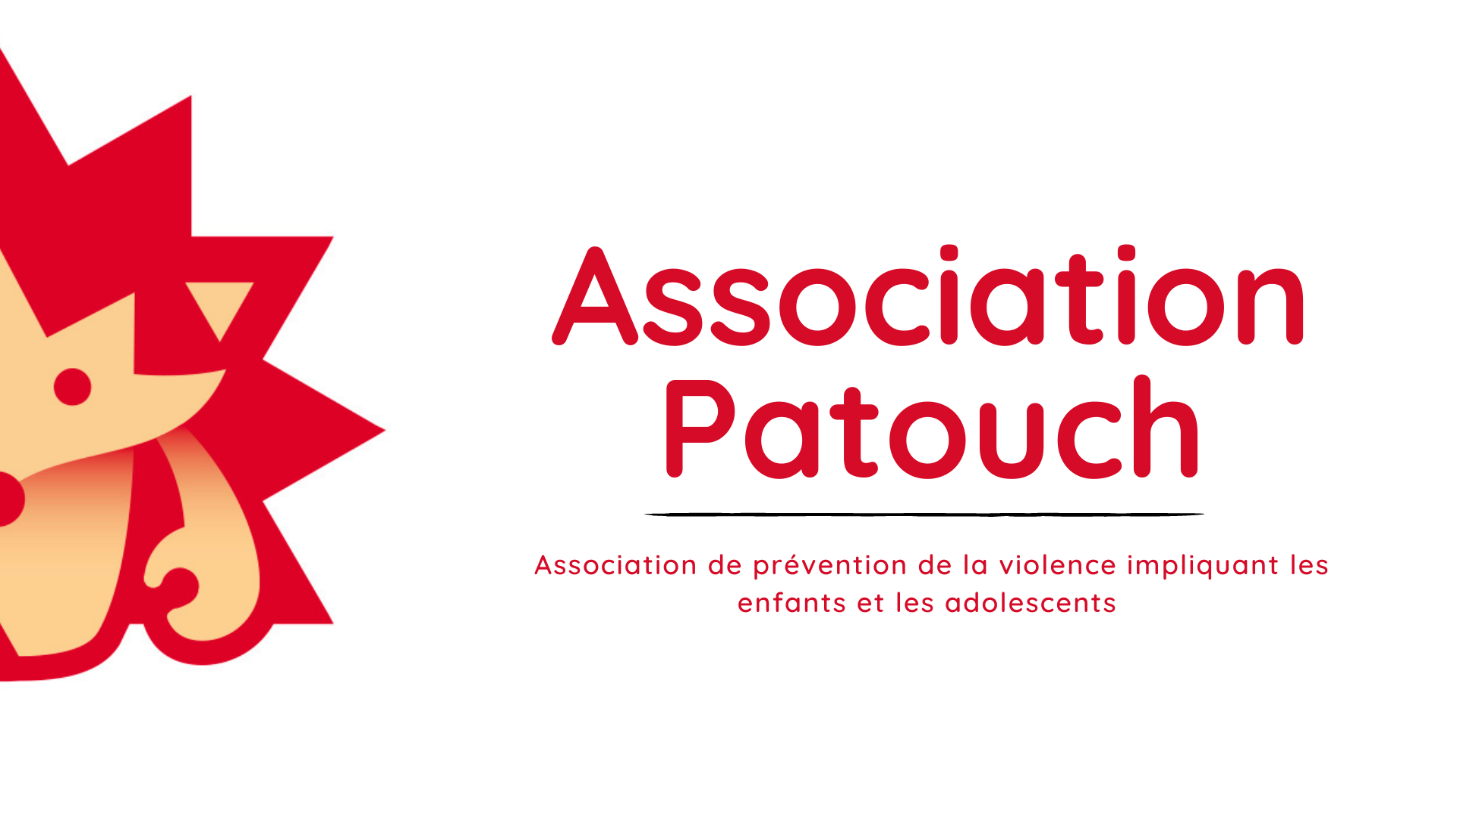 Association
Patouch
Association de prévention de la violence impliquant les
enfants et les adolescents